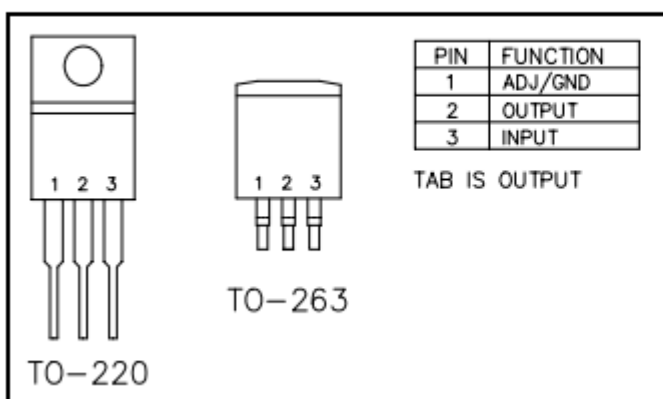 1 2 3
TO-220
1 2 3
TO-263
PIN FUNCTION
1 ADJ/GND
2 OUTPUT
3 INPUT
TAB IS OUTPUT